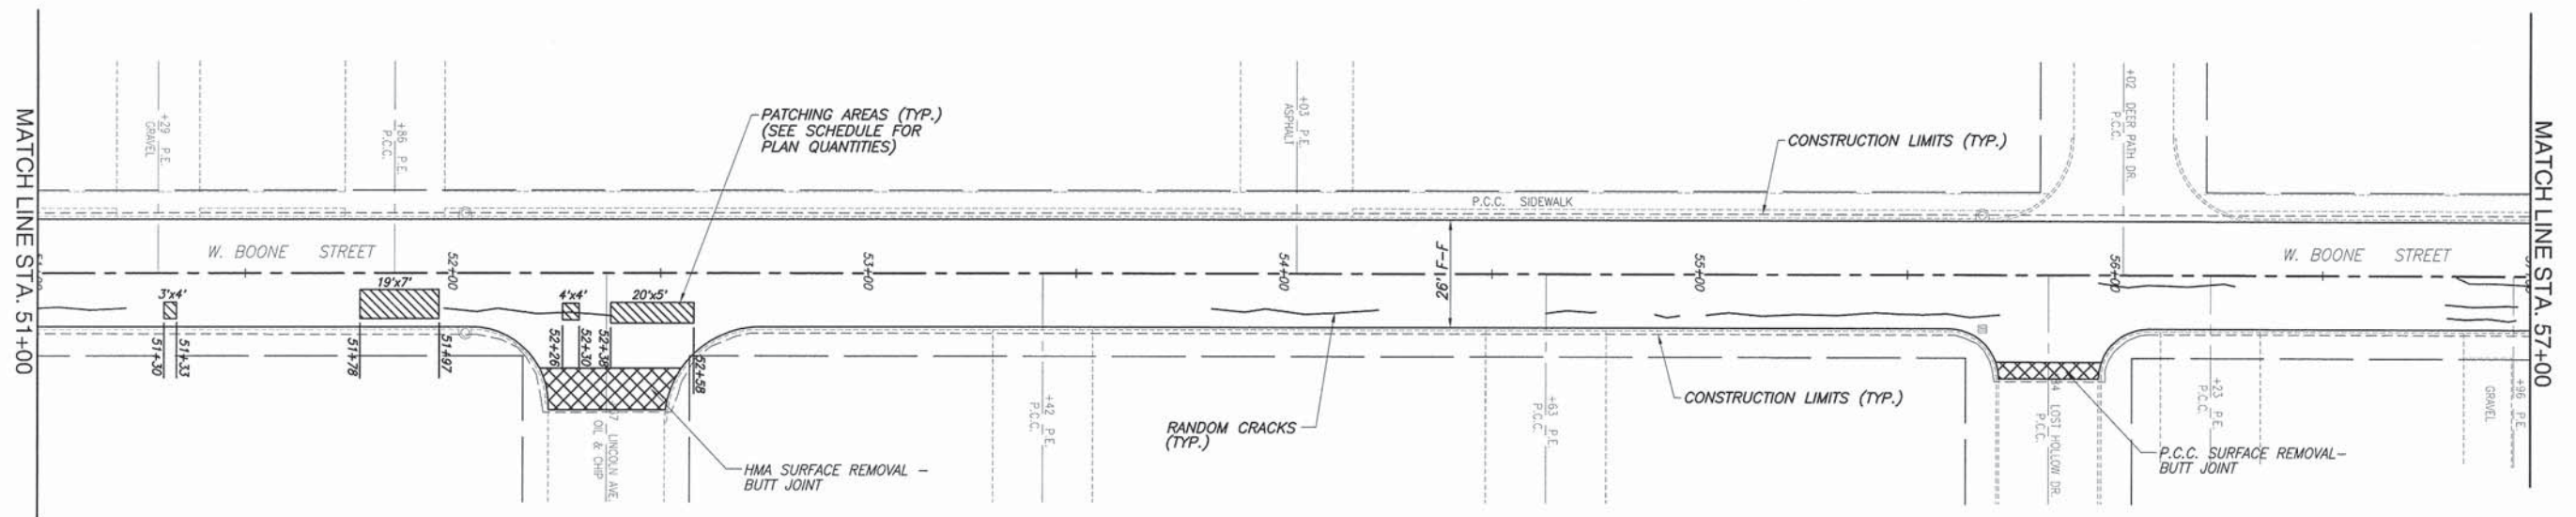 MATCH LINE STA. 51+00
+29 P.E.
GRAVEL
+86 P.E.
P.C.C.
PATCHING AREAS (TYP.)
(SEE SCHEDULE FOR
PLAN QUANTITIES)
+03 P.E.
ASPHALT
CONSTRUCTION LIMITS (TYP.)
+02 DEER PATH DR.
P.C.C.
MATCH LINE STA. 57+00
P.C.C. SIDEWALK
W. BOONE STREET
52+00
53+00
54+00
26' F-F
55+00
56+00
W. BOONE STREET
3'x4'
19'x7'
4'x4'
20'x5'
51+30
51+33
51+78
51+97
52+26
52+30
52+38
52+58
LINCOLN AVE.
OIL & CHIP
HMA SURFACE REMOVAL -
BUTT JOINT
+42 P.E.
P.C.C.
RANDOM CRACKS
(TYP.)
+63 P.E.
P.C.C.
CONSTRUCTION LIMITS (TYP.)
LOST HOLLOW DR.
P.C.C.
P.C.C. SURFACE REMOVAL-
BUTT JOINT
+23 P.E.
P.C.C.
+96 P.E.
GRAVEL